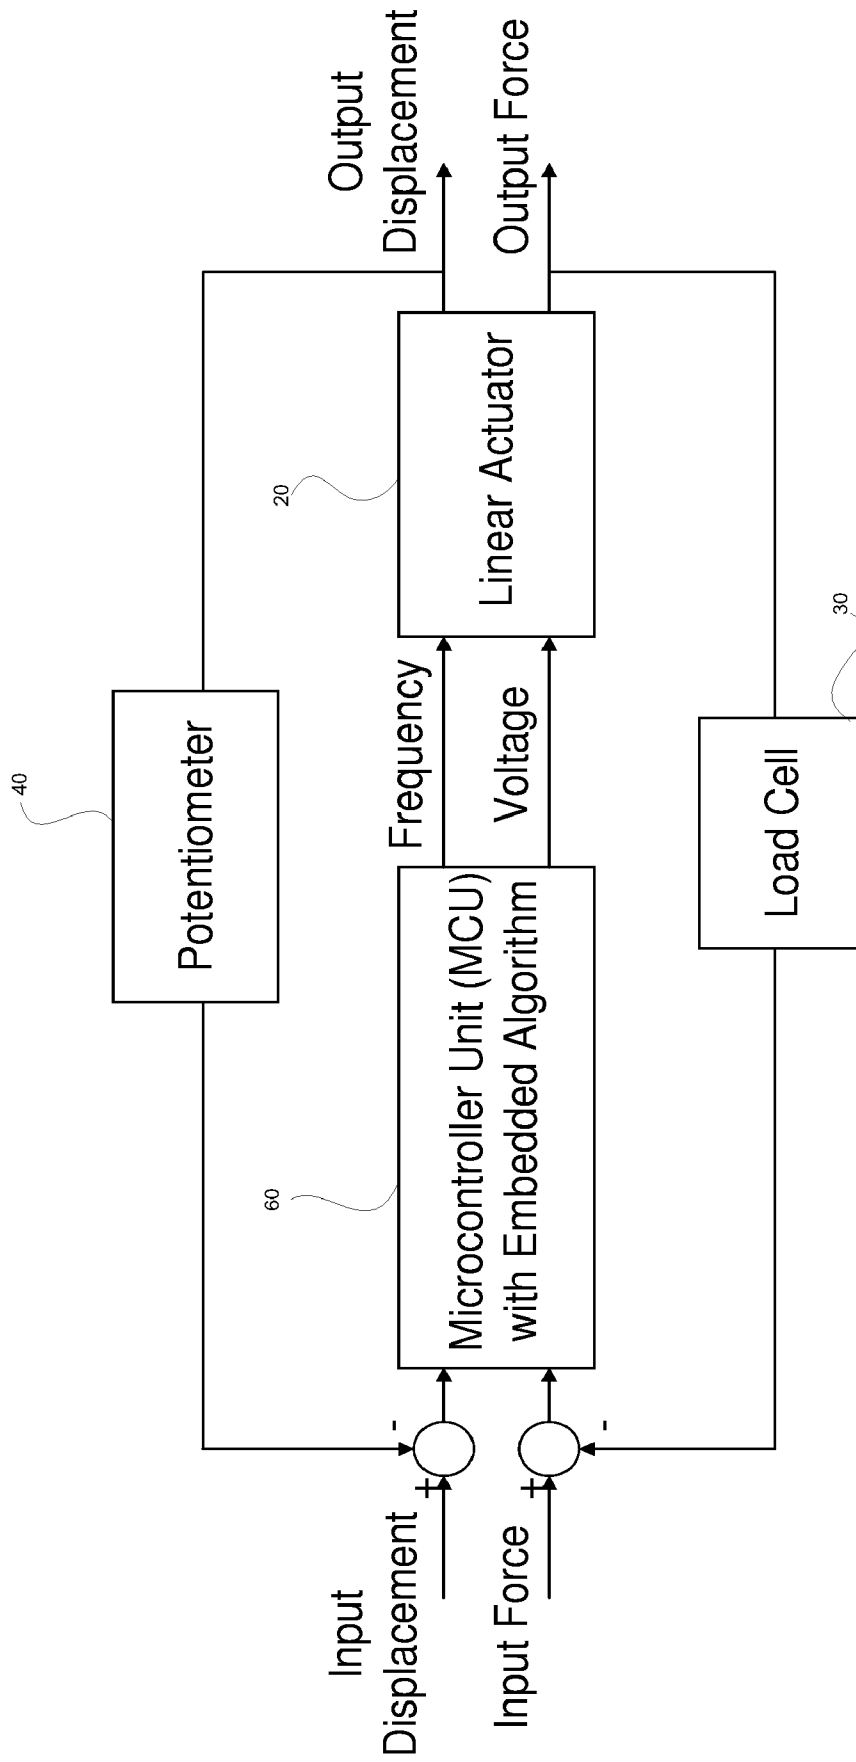 40
Potentiometer
60
20
Input
Displacement
+
-
Microcontroller Unit (MCU)
with Embedded Algorithm
Frequency
Voltage
Linear Actuator
Output
Displacement
Input Force
+
-
Output Force
Load Cell
30